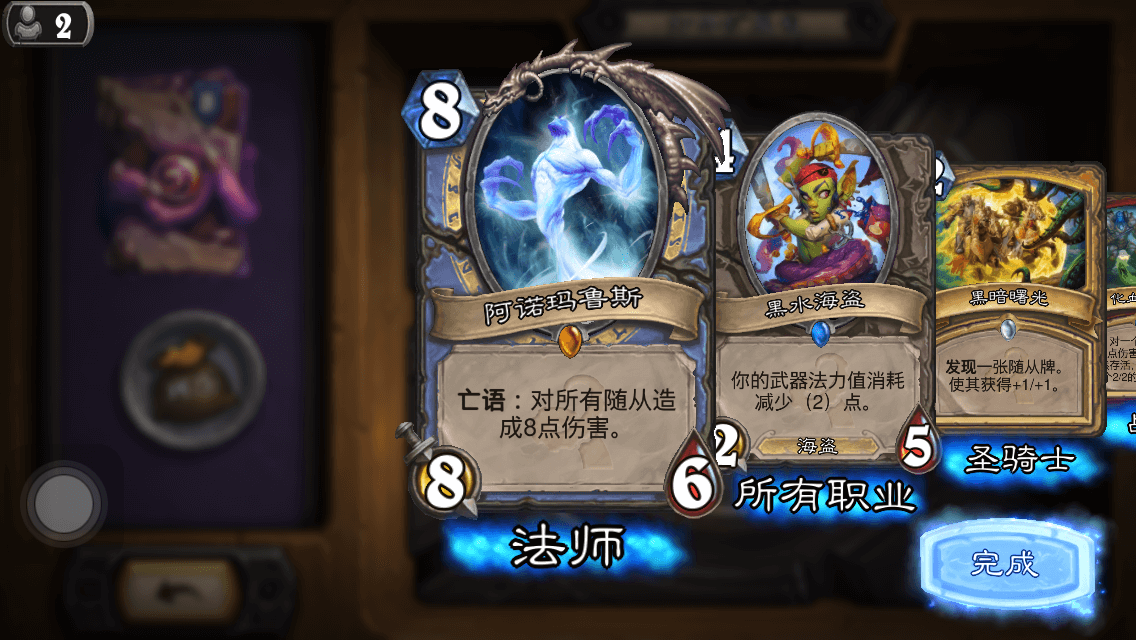 2
8
阿诺玛鲁斯
亡语：对所有随从造
成8点伤害。
8
6
法师
黑水海盗
你的武器法力值消耗
减少（2）点。
海盗
2
5
所有职业
黑暗曙光
发现一张随从牌。
使其获得+1/+1。
圣骑士
完成